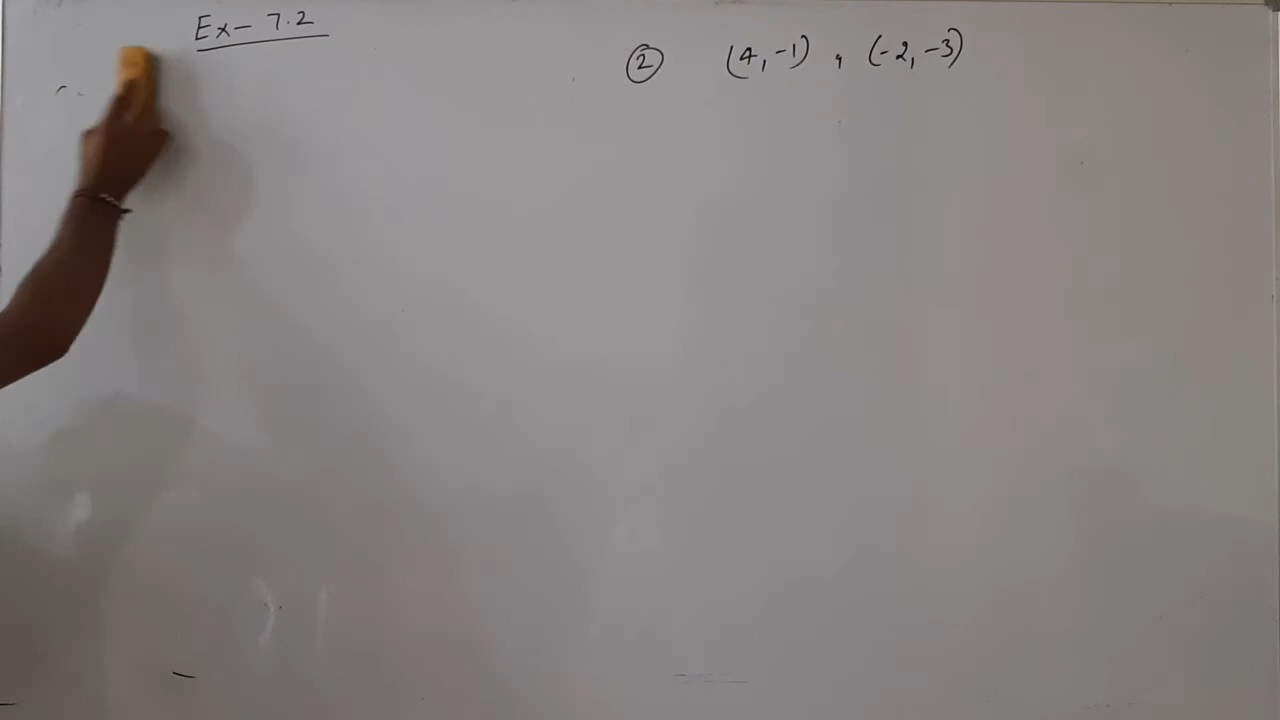 Ex - 7.2
② (4, -1) , (-2, -3)